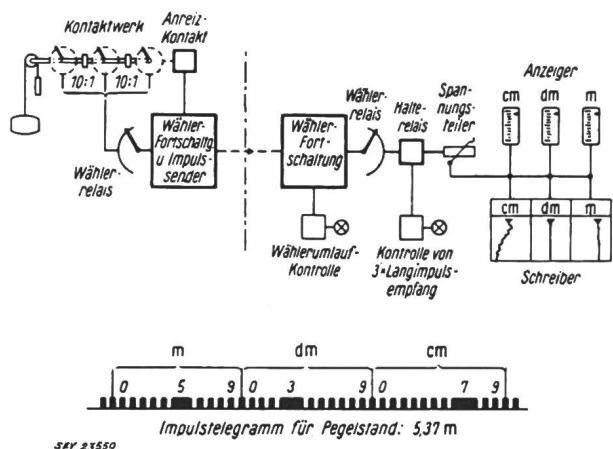 Kontaktwerk
Anreiz-
Kontakt
10:1 10:1
Wähler-
relais
Wähler-
Fortschaltg
u Impuls-
sender
Wähler-
Fort-
schaltung
Wähler-
relais
Halte-
relais
Span-
nungs-
teiler
Anzeiger
cm dm m
cm dm m
Schreiber
Wählerumlauf-
Kontrolle
Kontrolle von
3×Langimpuls-
empfang
m dm cm
0 5 9 0 3 9 0 7 9
Impulstelegramm für Pegelstand: 5,37 m
SEV 23550